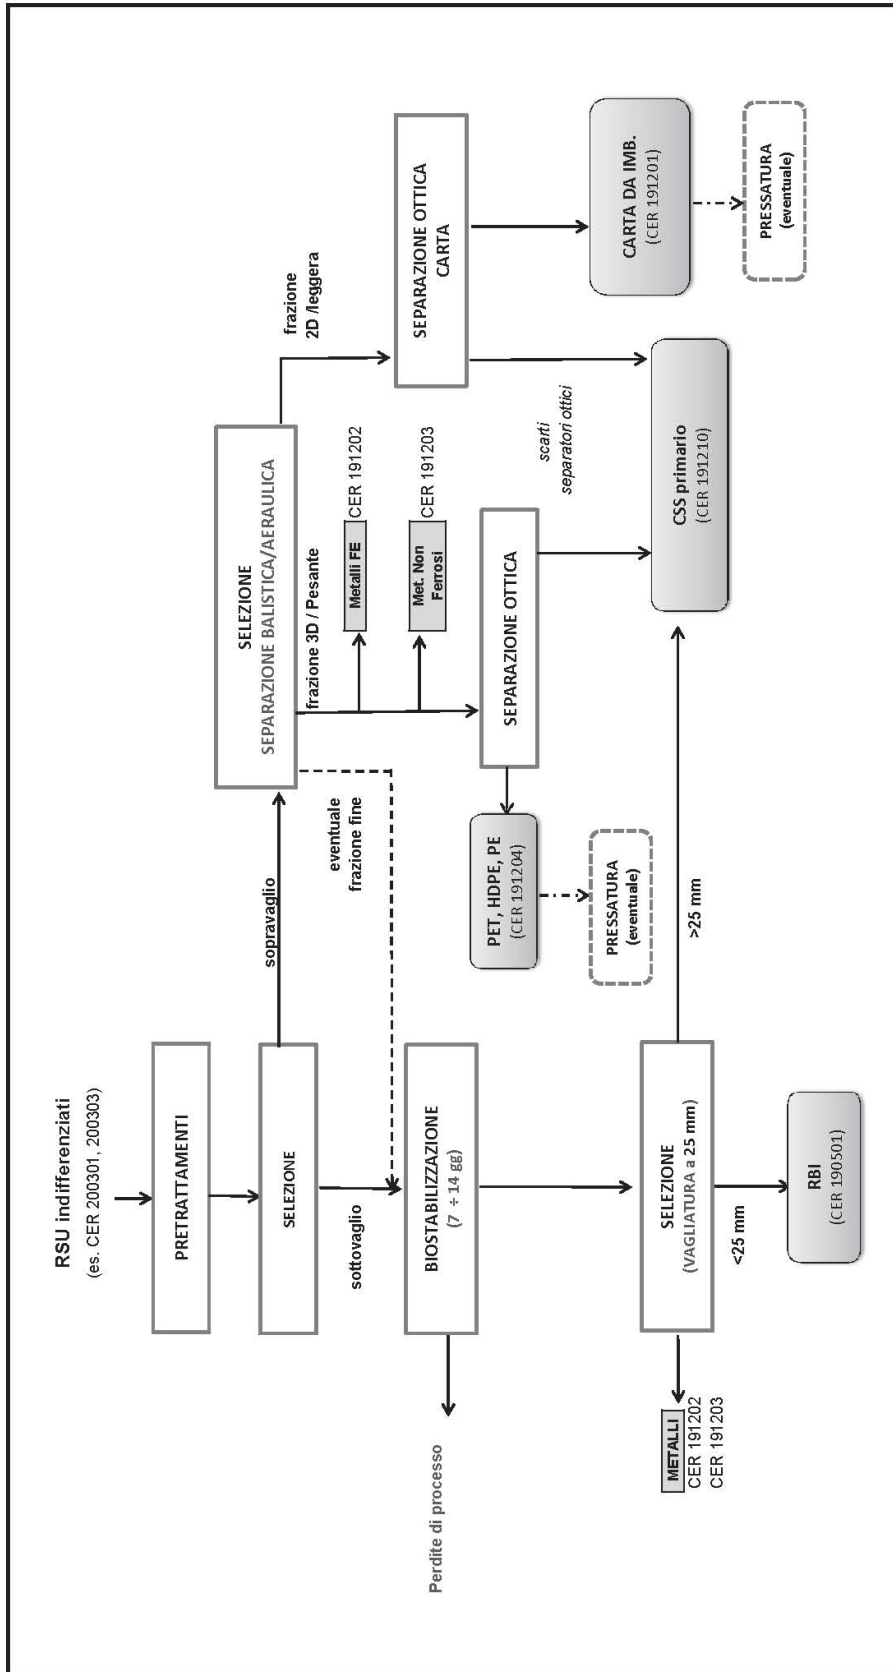 RSU indifferenziati
(es. CER 200301, 200303)
PRETRATTAMENTI
SELEZIONE
sopravaglio
SELEZIONE
SEPARAZIONE BALISTICA/AERAULICA
frazione
2D /leggera
SEPARAZIONE OTTICA
CARTA
CARTA DA IMB.
(CER 191201)
PRESSATURA
(eventuale)
frazione 3D / Pesante
Metalli FE
CER 191202
Met. Non
Ferrosi
CER 191203
eventuale
frazione fine
SEPARAZIONE OTTICA
scarti
separatori ottici
PET, HDPE, PE
(CER 191204)
PRESSATURA
(eventuale)
CSS primario
(CER 191210)
sottovaglio
BIOSTABILIZZAZIONE
(7 ÷ 14 gg)
Perdite di processo
SELEZIONE
(VAGLIATURA a 25 mm)
>25 mm
<25 mm
METALLI
CER 191202
CER 191203
RBI
(CER 190501)